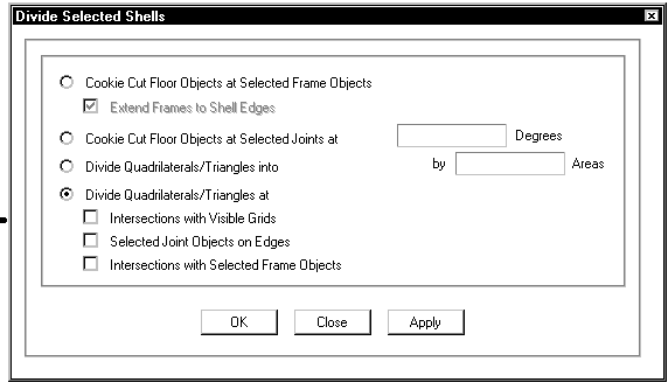 Divide Selected Shells
Cookie Cut Floor Objects at Selected Frame Objects
Extend Frames to Shell Edges
Cookie Cut Floor Objects at Selected Joints at Degrees
Divide Quadrilaterals/Triangles into by Areas
Divide Quadrilaterals/Triangles at
Intersections with Visible Grids
Selected Joint Objects on Edges
Intersections with Selected Frame Objects
OK Close Apply